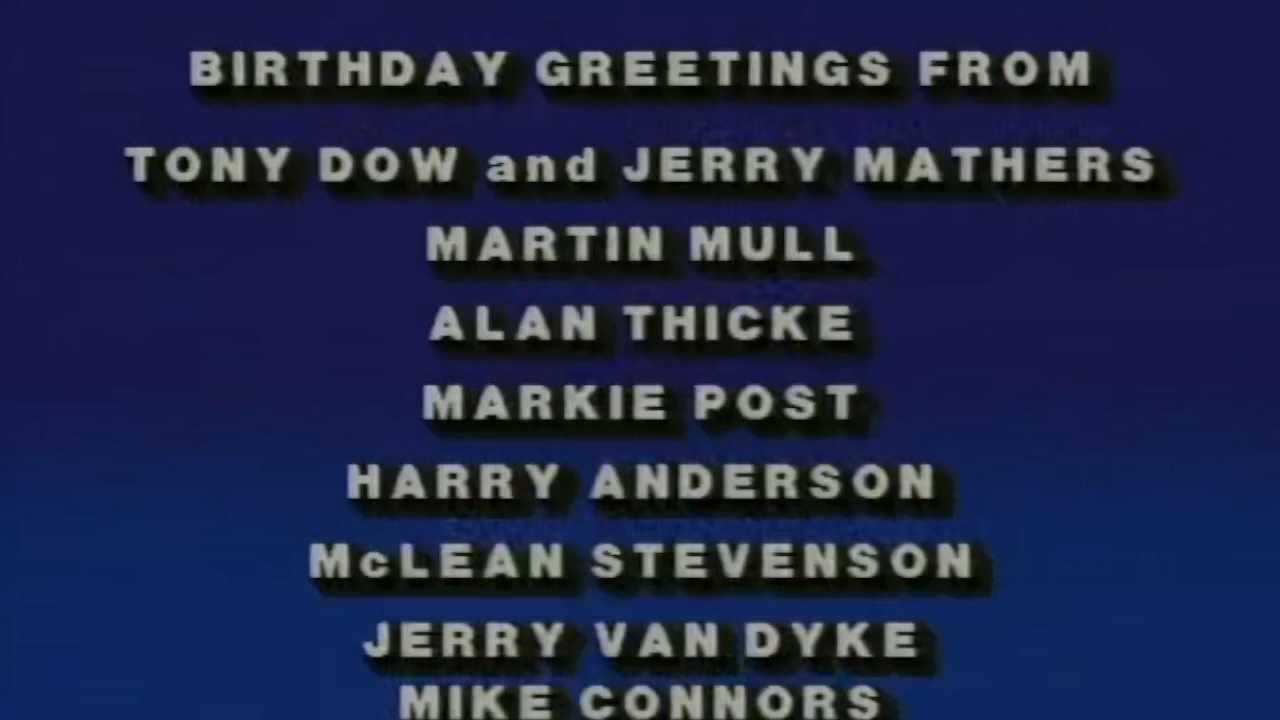 BIRTHDAY GREETINGS FROM
TONY DOW and JERRY MATHERS
MARTIN MULL
ALAN THICKE
MARKIE POST
HARRY ANDERSON
McLEAN STEVENSON
JERRY VAN DYKE
MIKE CONNORS